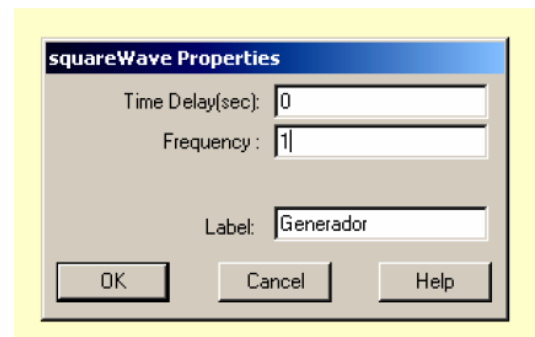 squareWave Properties
Time Delay(sec): 0
Frequency : 1
Label: Generador
OK Cancel Help